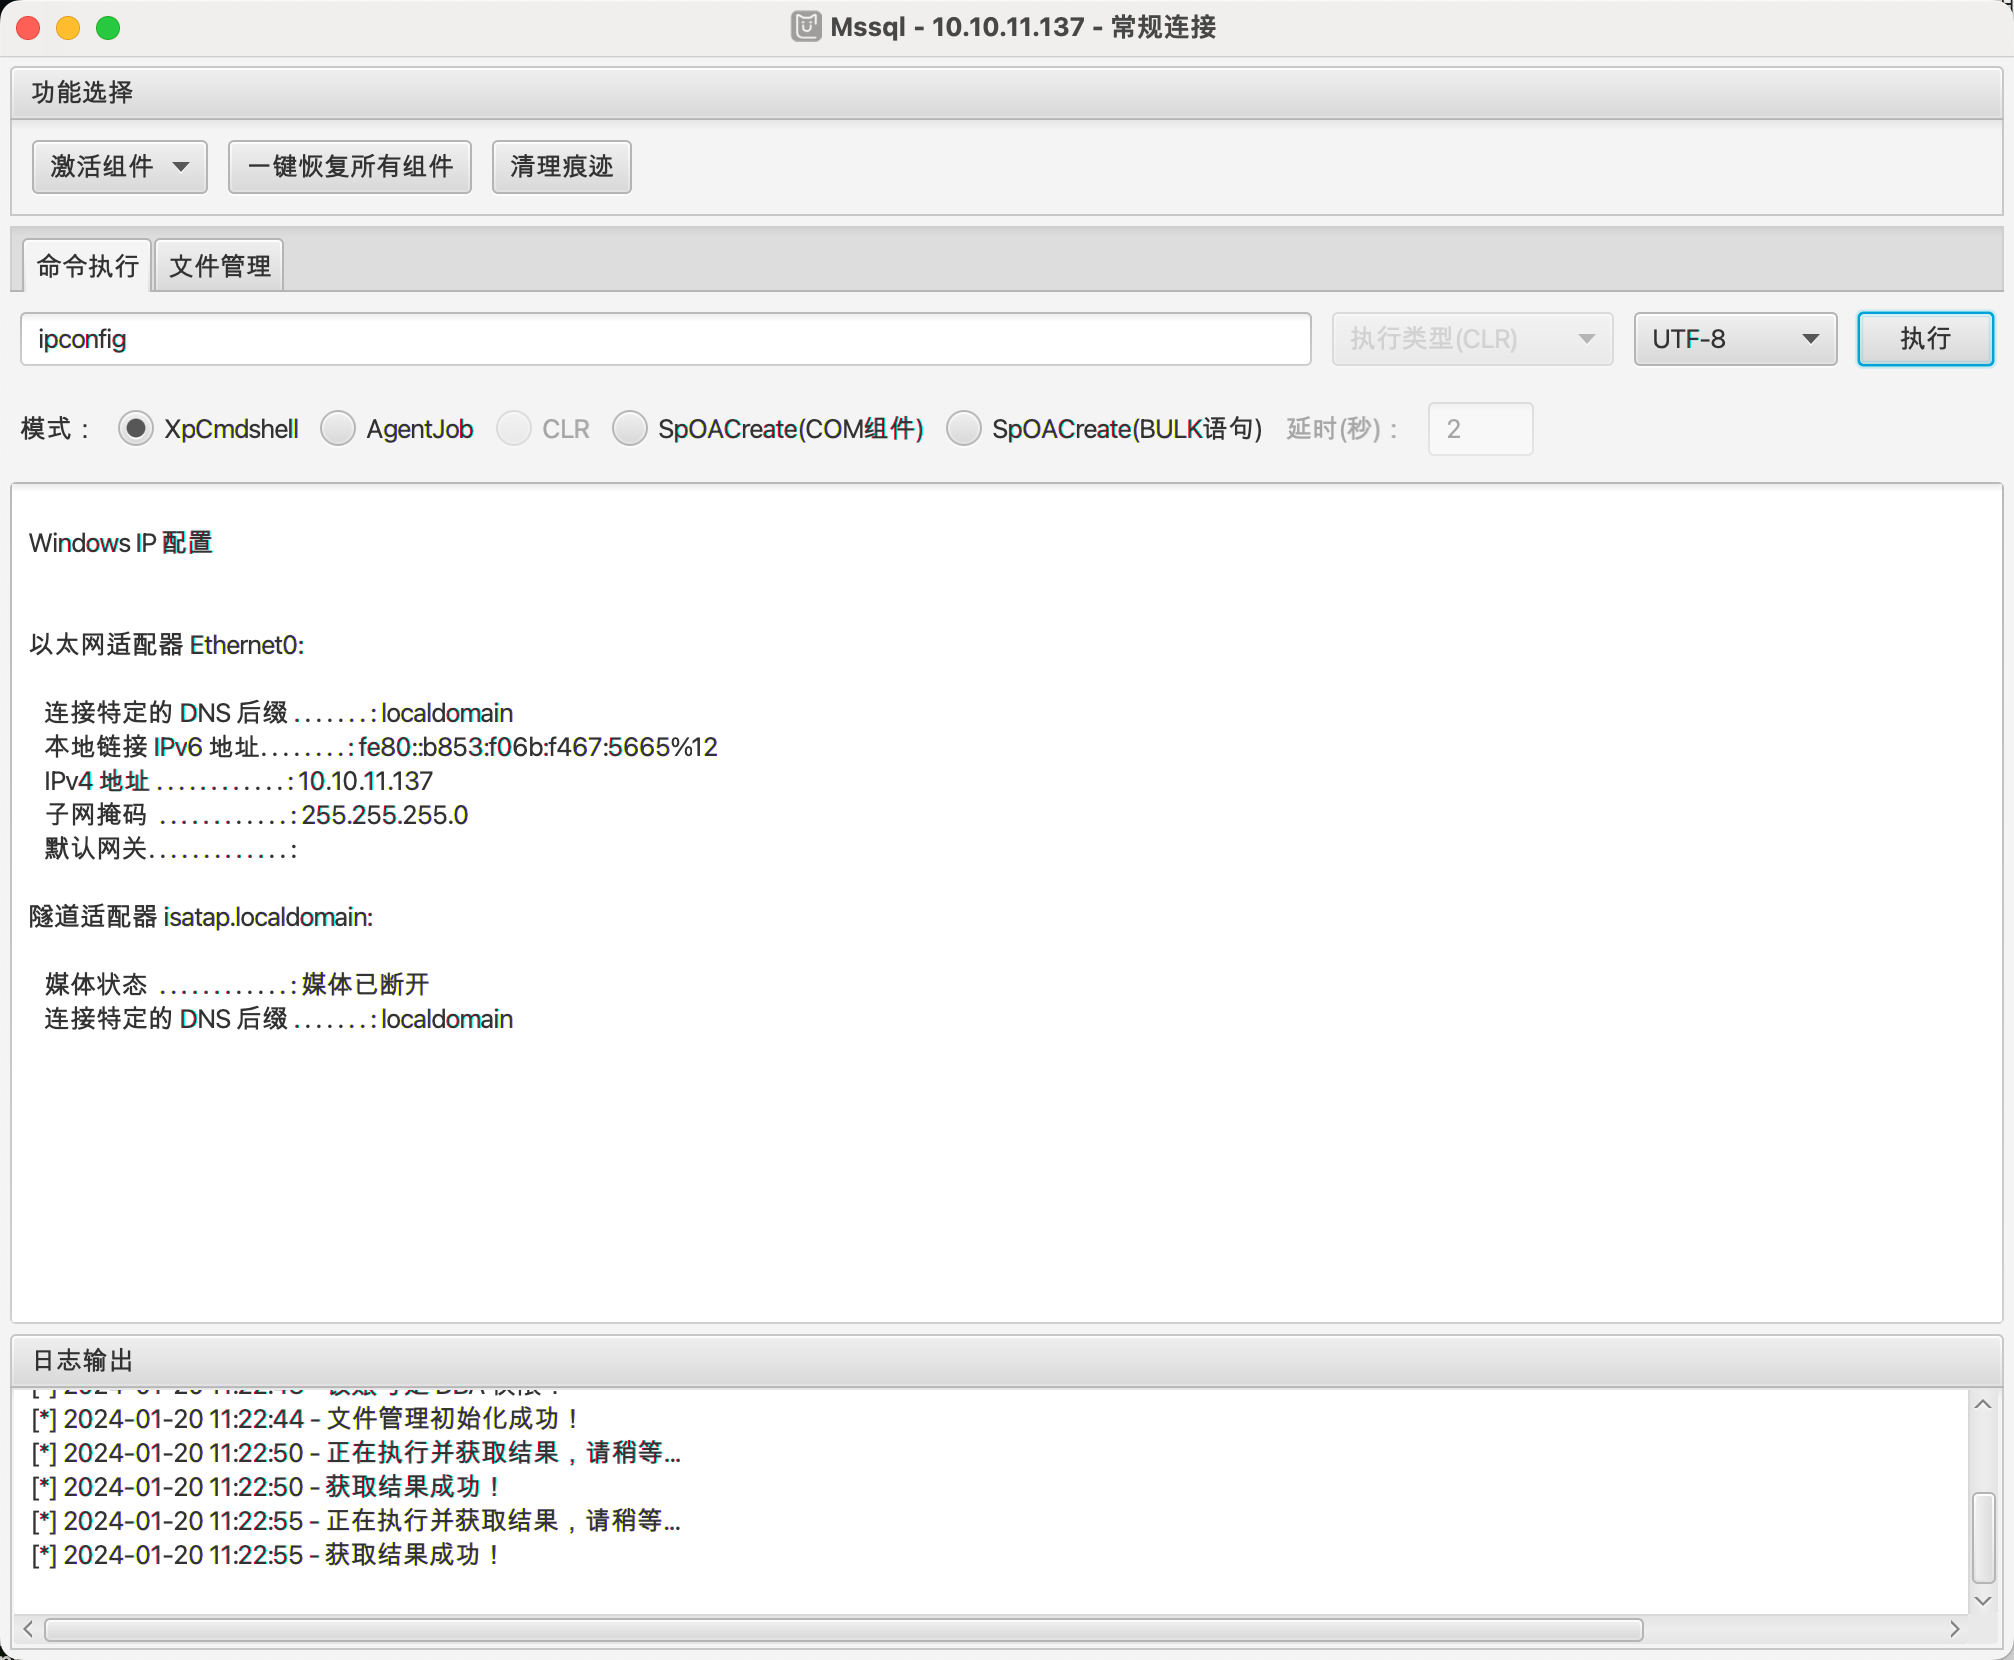 Mssql - 10.10.11.137 - 常规连接
功能选择
激活组件 一键恢复所有组件 清理痕迹
命令执行 文件管理
ipconfig 执行类型(CLR) UTF-8 执行
模式： XpCmdshell AgentJob CLR SpOACreate(COM组件) SpOACreate(BULK语句) 延时(秒)： 2
Windows IP 配置
以太网适配器 Ethernet0:
连接特定的 DNS 后缀 . . . . . . . : localdomain
本地链接 IPv6 地址. . . . . . . . : fe80::b853:f06b:f467:5665%12
IPv4 地址 . . . . . . . . . . . . : 10.10.11.137
子网掩码 . . . . . . . . . . . . : 255.255.255.0
默认网关. . . . . . . . . . . . . :
隧道适配器 isatap.localdomain:
媒体状态 . . . . . . . . . . . . : 媒体已断开
连接特定的 DNS 后缀 . . . . . . . : localdomain
日志输出
[*] 2024-01-20 11:22:44 - 文件管理初始化成功！
[*] 2024-01-20 11:22:50 - 正在执行并获取结果，请稍等...
[*] 2024-01-20 11:22:50 - 获取结果成功！
[*] 2024-01-20 11:22:55 - 正在执行并获取结果，请稍等...
[*] 2024-01-20 11:22:55 - 获取结果成功！